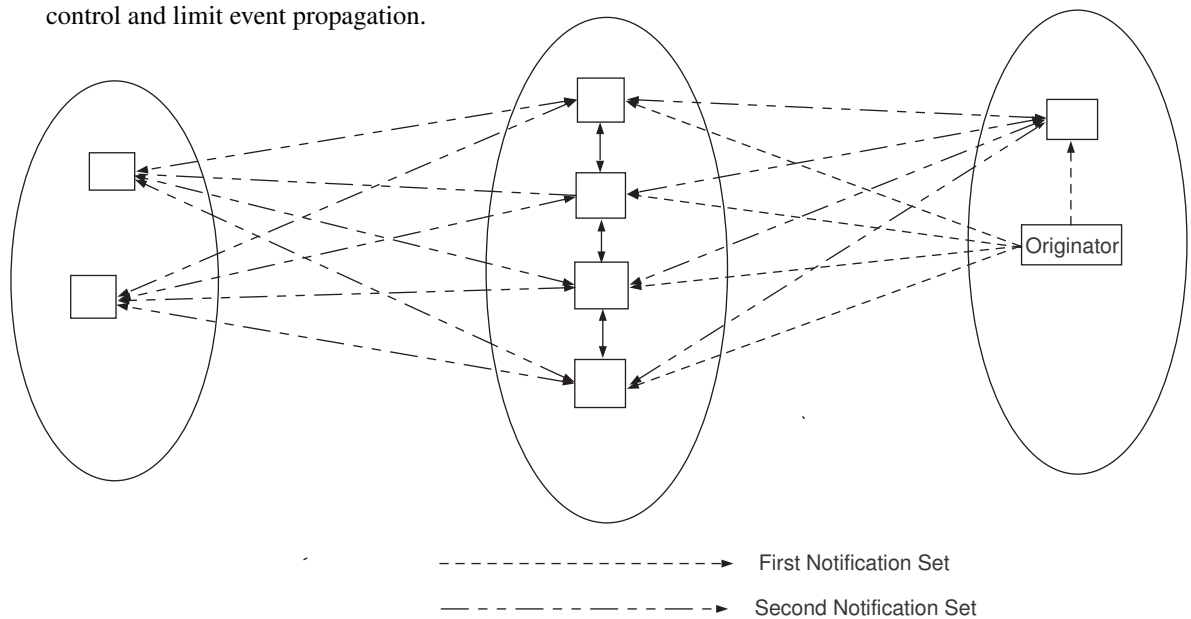 control and limit event propagation.
Originator
First Notification Set
Second Notification Set